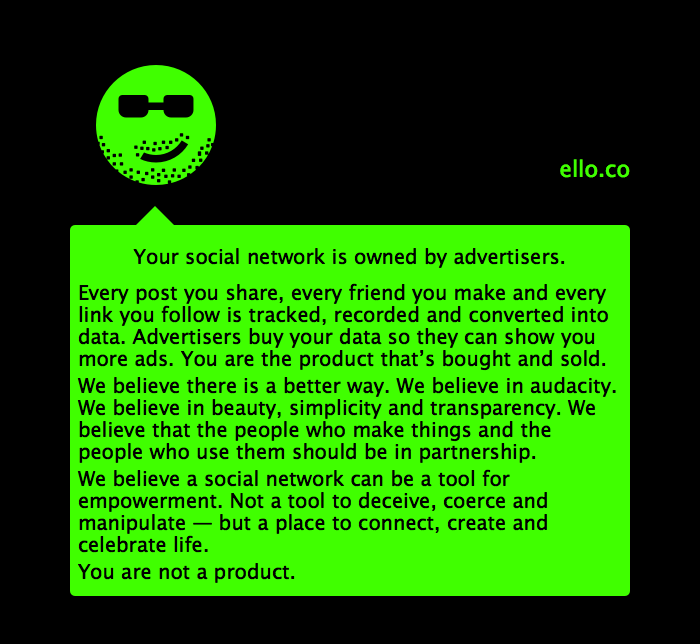 ello.co
Your social network is owned by advertisers.
Every post you share, every friend you make and every
link you follow is tracked, recorded and converted into
data. Advertisers buy your data so they can show you
more ads. You are the product that’s bought and sold.
We believe there is a better way. We believe in audacity.
We believe in beauty, simplicity and transparency. We
believe that the people who make things and the
people who use them should be in partnership.
We believe a social network can be a tool for
empowerment. Not a tool to deceive, coerce and
manipulate — but a place to connect, create and
celebrate life.
You are not a product.